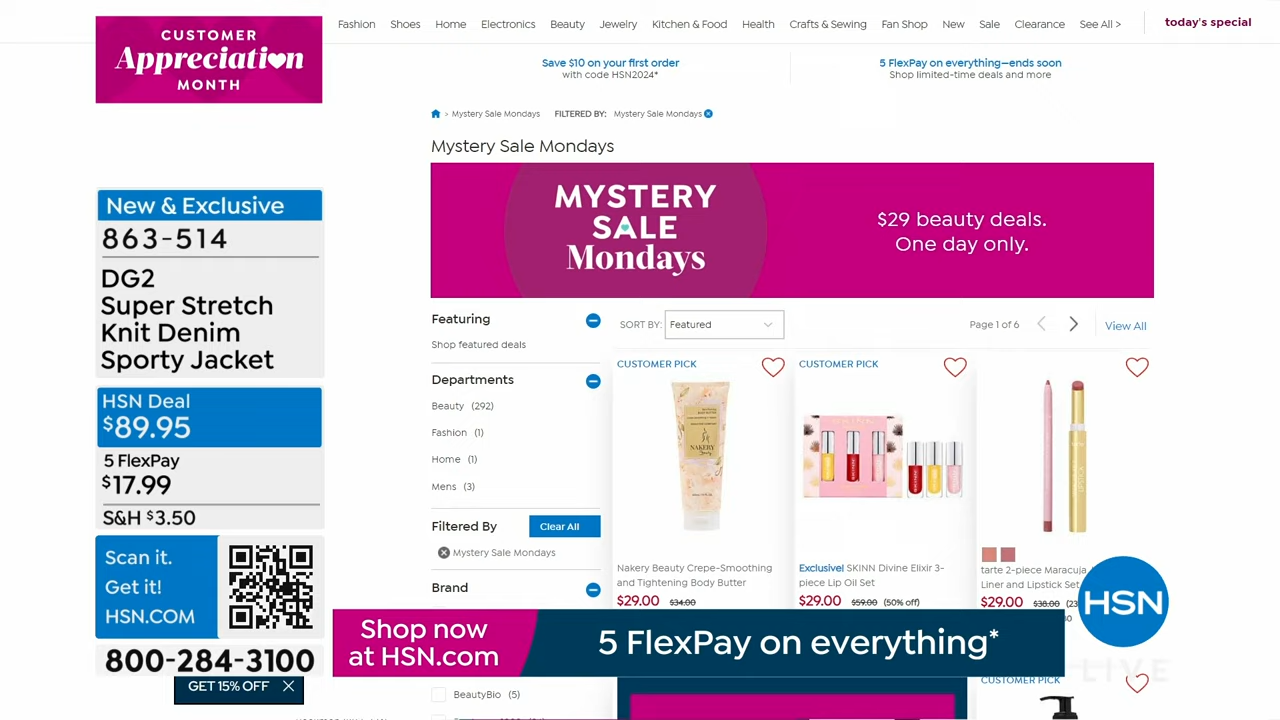 CUSTOMER
Appreciation
MONTH
Fashion Shoes Home Electronics Beauty Jewelry Kitchen & Food Health Crafts & Sewing Fan Shop New Sale Clearance See All >
today's special
Save $10 on your first order
with code HSN2024*
5 FlexPay on everything—ends soon
Shop limited-time deals and more
> Mystery Sale Mondays FILTERED BY: Mystery Sale Mondays
Mystery Sale Mondays
MYSTERY
SALE
Mondays
$29 beauty deals.
One day only.
New & Exclusive
863-514
DG2
Super Stretch
Knit Denim
Sporty Jacket
HSN Deal
$89.95
5 FlexPay
$17.99
S&H $3.50
Scan it.
Get it!
HSN.COM
800-284-3100
GET 15% OFF
Featuring
Shop featured deals
Departments
Beauty (292)
Fashion (1)
Home (1)
Mens (3)
Filtered By
Clear All
Mystery Sale Mondays
Brand
BeautyBio (5)
SORT BY: Featured
Page 1 of 6
View All
CUSTOMER PICK
NAKERY
Nakery Beauty Crepe-Smoothing
and Tightening Body Butter
$29.00 $34.00
CUSTOMER PICK
Exclusive! SKINN Divine Elixir 3-
piece Lip Oil Set
$29.00 $59.00 (50% off)
tarte 2-piece Maracuja
Liner and Lipstick Set
$29.00 $38.00 (23
HSN
LIVE
Shop now
at HSN.com
5 FlexPay on everything*
CUSTOMER PICK